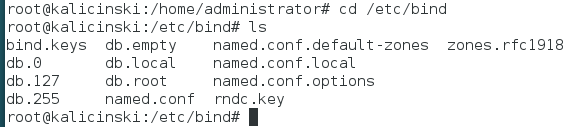 root@kalicinski:/home/administrator# cd /etc/bind
root@kalicinski:/etc/bind# ls
bind.keys  db.empty   named.conf.default-zones  zones.rfc1918
db.0       db.local   named.conf.local
db.127     db.root    named.conf.options
db.255     named.conf  rndc.key
root@kalicinski:/etc/bind#